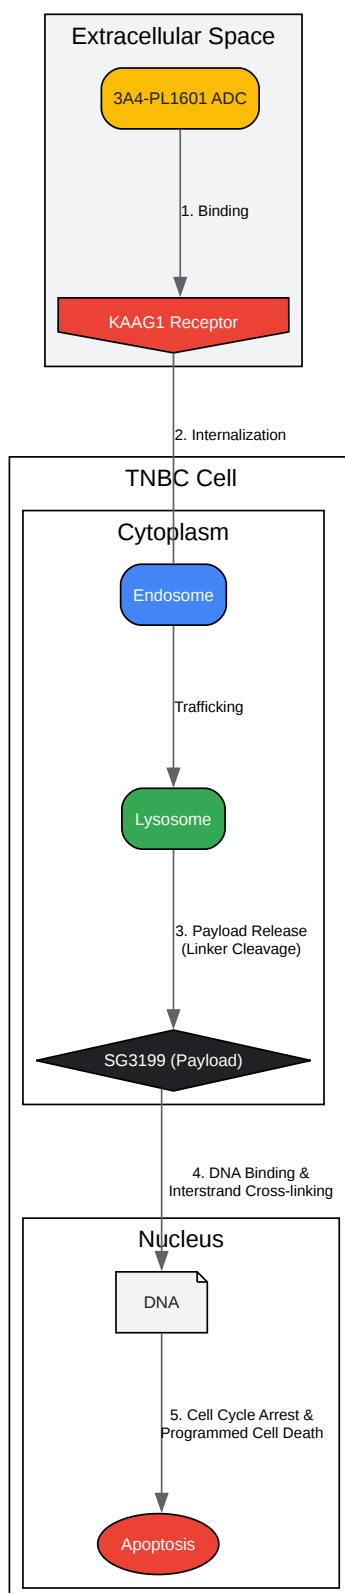 Extracellular Space
3A4-PL1601 ADC
1. Binding
KAAG1 Receptor
2. Internalization
TNBC Cell
Cytoplasm
Endosome
Trafficking
Lysosome
3. Payload Release
(Linker Cleavage)
SG3199 (Payload)
4. DNA Binding &
Interstrand Cross-linking
Nucleus
DNA
5. Cell Cycle Arrest &
Programmed Cell Death
Apoptosis